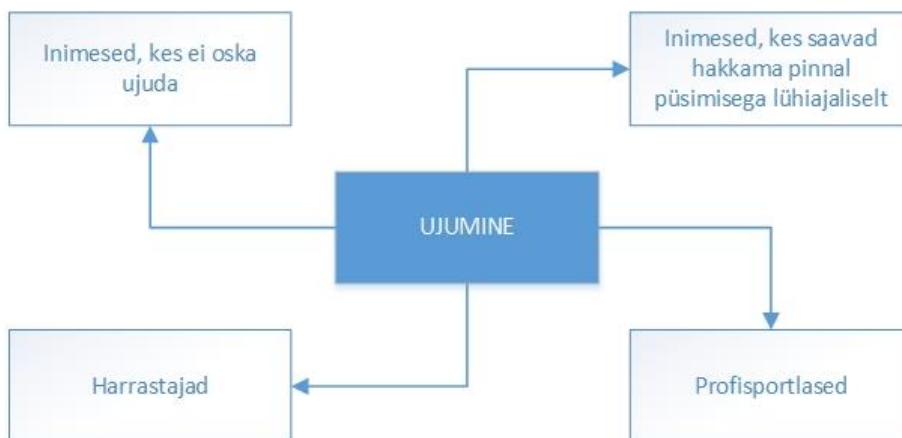 Inimesed, kes ei oska
ujuda
Inimesed, kes saavad
hakkama pinnal
püsimisega lühiajaliselt
UJUMINE
Harrastajad
Profisportlased